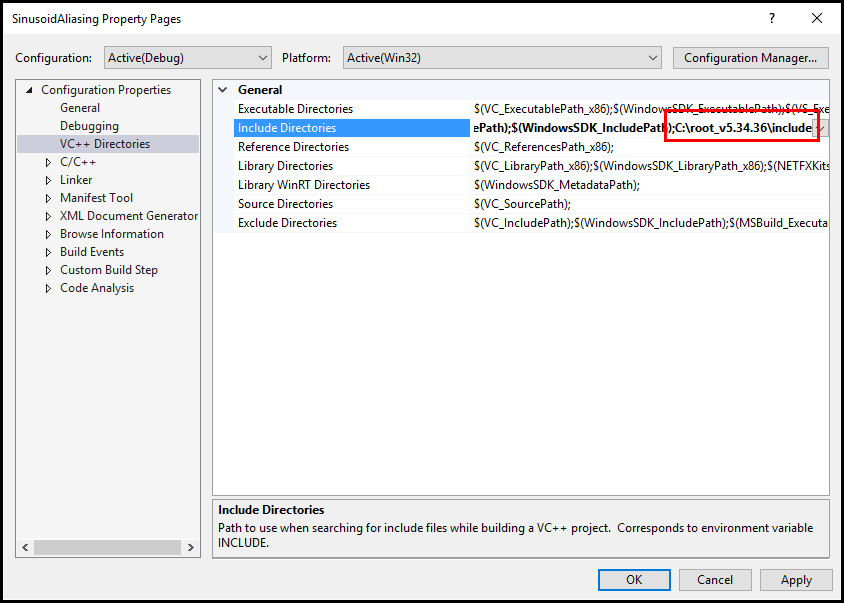 SinusoidAliasing Property Pages
?
Configuration: Active(Debug) Platform: Active(Win32) Configuration Manager...
Configuration Properties
General
Debugging
VC++ Directories
C/C++
Linker
Manifest Tool
XML Document Generator
Browse Information
Build Events
Custom Build Step
Code Analysis
General
Executable Directories $(VC_ExecutablePath_x86);$(WindowsSDK_ExecutablePath);$(VS_Exe
Include Directories ePath);$(WindowsSDK_IncludePath);C:\root_v5.34.36\include
Reference Directories $(VC_ReferencesPath_x86);
Library Directories $(VC_LibraryPath_x86);$(WindowsSDK_LibraryPath_x86);$(NETFXKits
Library WinRT Directories $(WindowsSDK_MetadataPath);
Source Directories $(VC_SourcePath);
Exclude Directories $(VC_IncludePath);$(WindowsSDK_IncludePath);$(MSBuild_Executa
Include Directories
Path to use when searching for include files while building a VC++ project. Corresponds to environment variable
INCLUDE.
OK Cancel Apply